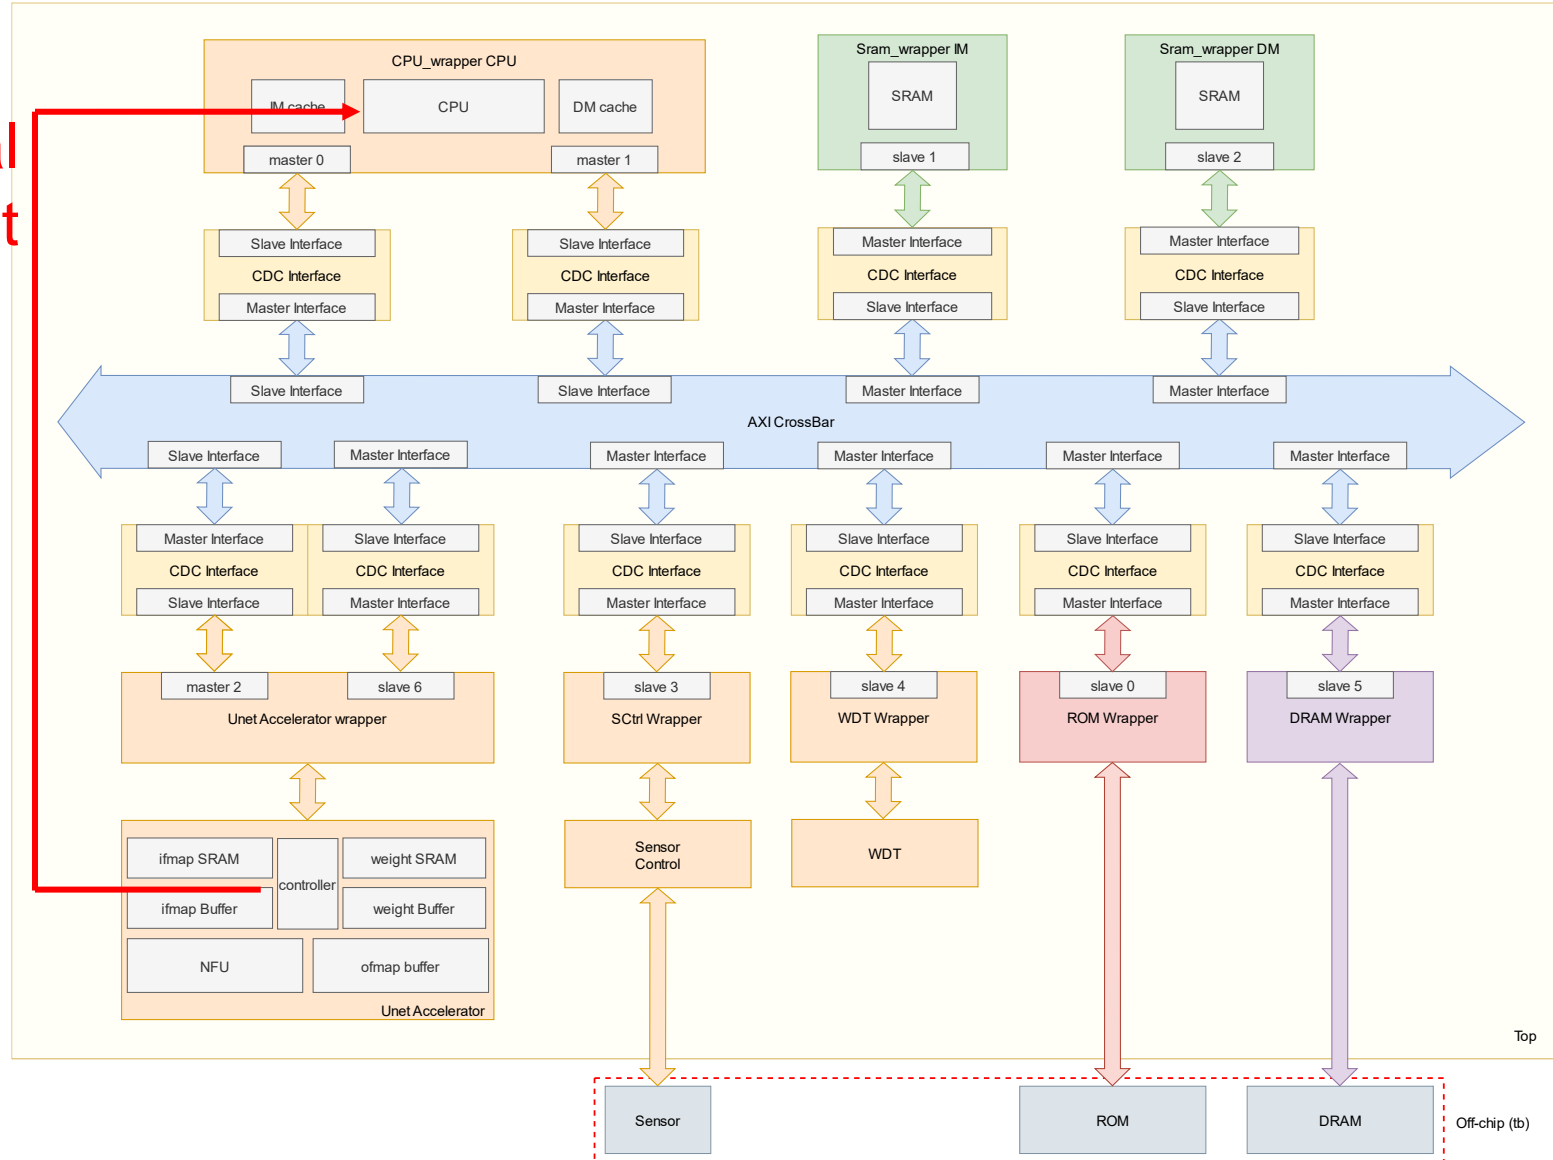 CPU_wrapper CPU
IM cache
CPU
DM cache
master 0
master 1
Sram_wrapper IM
SRAM
slave 1
Sram_wrapper DM
SRAM
slave 2
Slave Interface
CDC Interface
Master Interface
Slave Interface
CDC Interface
Master Interface
Master Interface
CDC Interface
Slave Interface
Master Interface
CDC Interface
Slave Interface
Slave Interface
Slave Interface
Master Interface
Master Interface
AXI CrossBar
Slave Interface
Master Interface
Master Interface
Master Interface
Master Interface
Master Interface
Master Interface
CDC Interface
Slave Interface
Slave Interface
CDC Interface
Master Interface
Slave Interface
CDC Interface
Master Interface
Slave Interface
CDC Interface
Master Interface
Slave Interface
CDC Interface
Master Interface
Slave Interface
CDC Interface
Master Interface
master 2
slave 6
Unet Accelerator wrapper
slave 3
SCtrl Wrapper
slave 4
WDT Wrapper
slave 0
ROM Wrapper
slave 5
DRAM Wrapper
ifmap SRAM
controller
weight SRAM
ifmap Buffer
weight Buffer
NFU
ofmap buffer
Unet Accelerator
Sensor
Control
WDT
Top
Sensor
ROM
DRAM
Off-chip (tb)